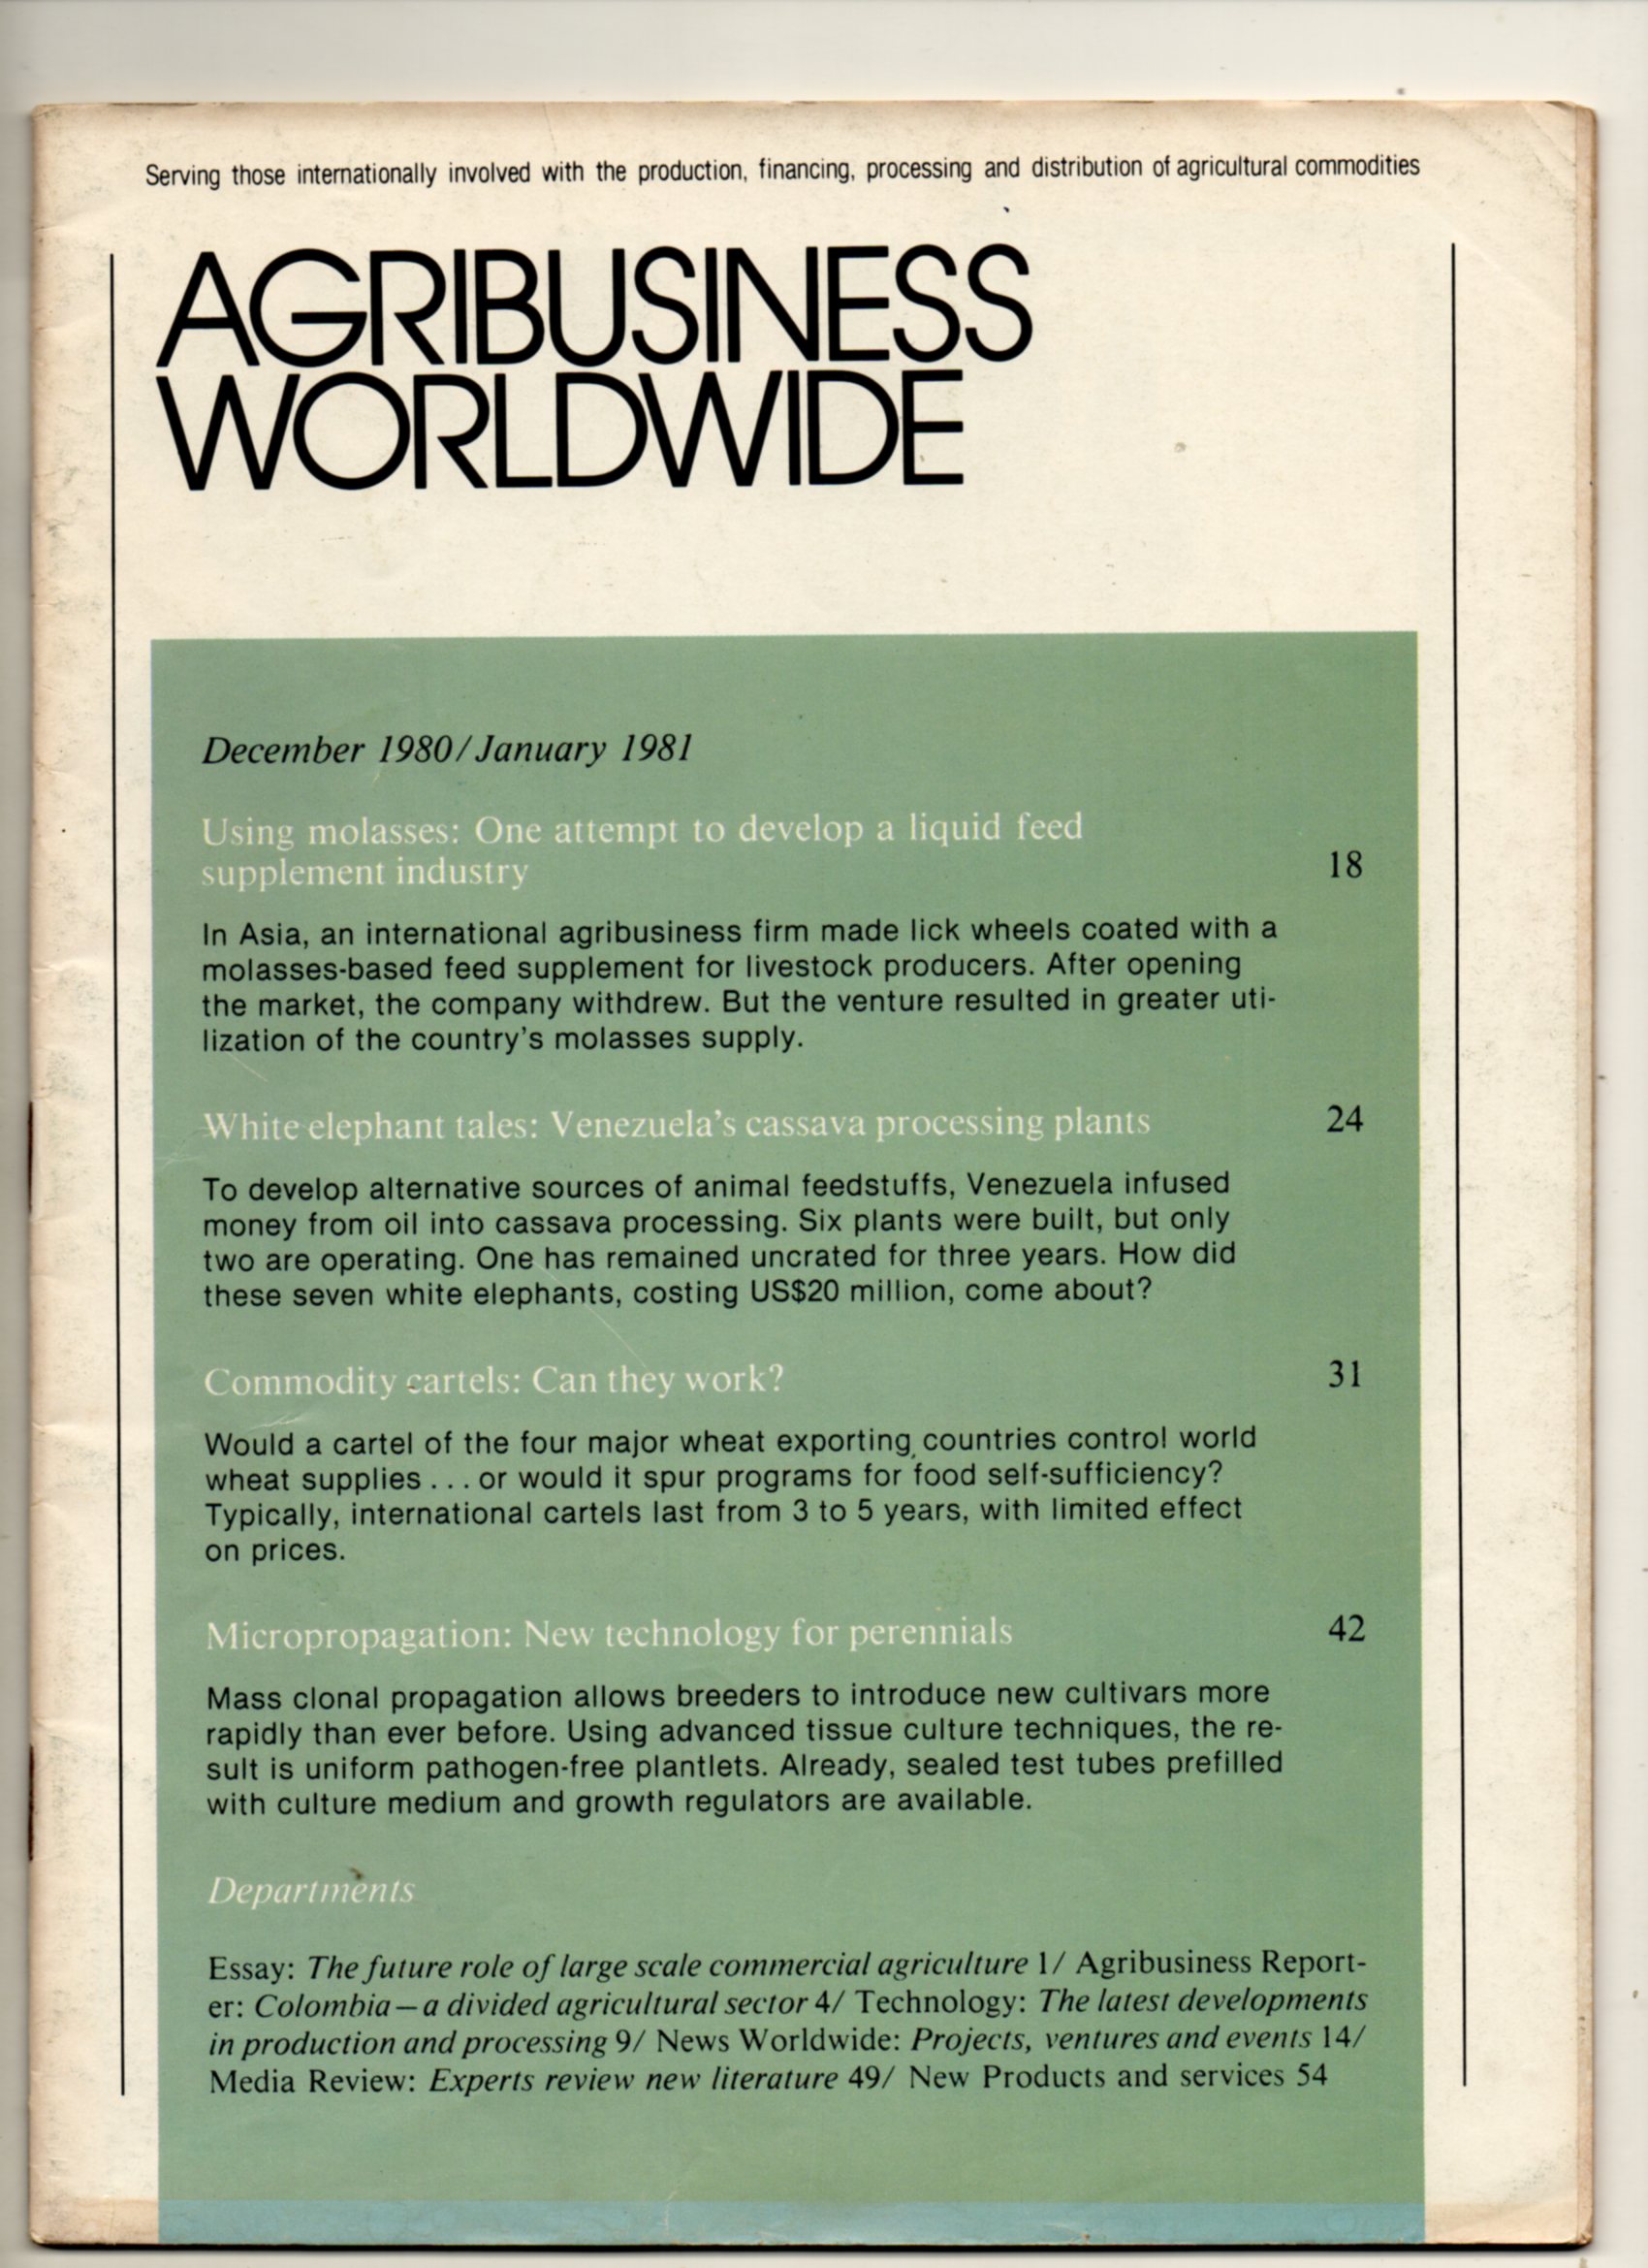 Serving those internationally involved with the production, financing, processing and distribution of agricultural commodities
AGRIBUSINESS
WORLDWIDE
December 1980/January 1981
Using molasses: One attempt to develop a liquid feed
supplement industry 18
In Asia, an international agribusiness firm made lick wheels coated with a
molasses-based feed supplement for livestock producers. After opening
the market, the company withdrew. But the venture resulted in greater uti-
lization of the country's molasses supply.
White elephant tales: Venezuela's cassava processing plants 24
To develop alternative sources of animal feedstuffs, Venezuela infused
money from oil into cassava processing. Six plants were built, but only
two are operating. One has remained uncrated for three years. How did
these seven white elephants, costing US$20 million, come about?
Commodity cartels: Can they work? 31
Would a cartel of the four major wheat exporting countries control world
wheat supplies . . . or would it spur programs for food self-sufficiency?
Typically, international cartels last from 3 to 5 years, with limited effect
on prices.
Micropropagation: New technology for perennials 42
Mass clonal propagation allows breeders to introduce new cultivars more
rapidly than ever before. Using advanced tissue culture techniques, the re-
sult is uniform pathogen-free plantlets. Already, sealed test tubes prefilled
with culture medium and growth regulators are available.
Departments
Essay: The future role of large scale commercial agriculture 1/ Agribusiness Report-
er: Colombia—a divided agricultural sector 4/ Technology: The latest developments
in production and processing 9/ News Worldwide: Projects, ventures and events 14/
Media Review: Experts review new literature 49/ New Products and services 54